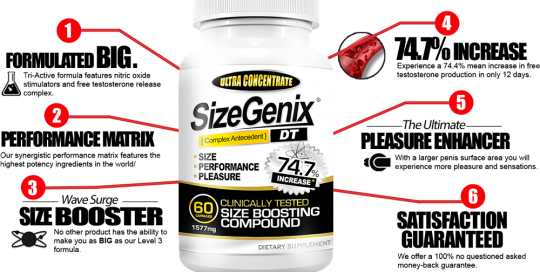 1
FORMULATED BIG.
Tri-Active formula features nitric oxide
stimulators and free testosterone release
complex.
2
PERFORMANCE MATRIX
Our synergistic performance matrix features the
highest potency ingredients in the world/
3
Wave Surge
SIZE BOOSTER
No other product has the ability to
make you as BIG as our Level 3
formula.
ULTRA CONCENTRATE
SizeGenix®
[Complex Antecedent]
DT
SIZE
PERFORMANCE
PLEASURE
74.7%
INCREASE*
60
CAPSULES
1577mg
CLINICALLY TESTED
SIZE BOOSTING
COMPOUND
DIETARY SUPPLEMENT
4
74.7% INCREASE
Experience a 74.4% mean increase in free
testosterone production in only 12 days.
5
The Ultimate
PLEASURE ENHANCER
With a larger penis surface area you will
experience more pleasure and sensations.
6
SATISFACTION
GUARANTEED
We offer a 100% no questioned asked
money-back guarantee.